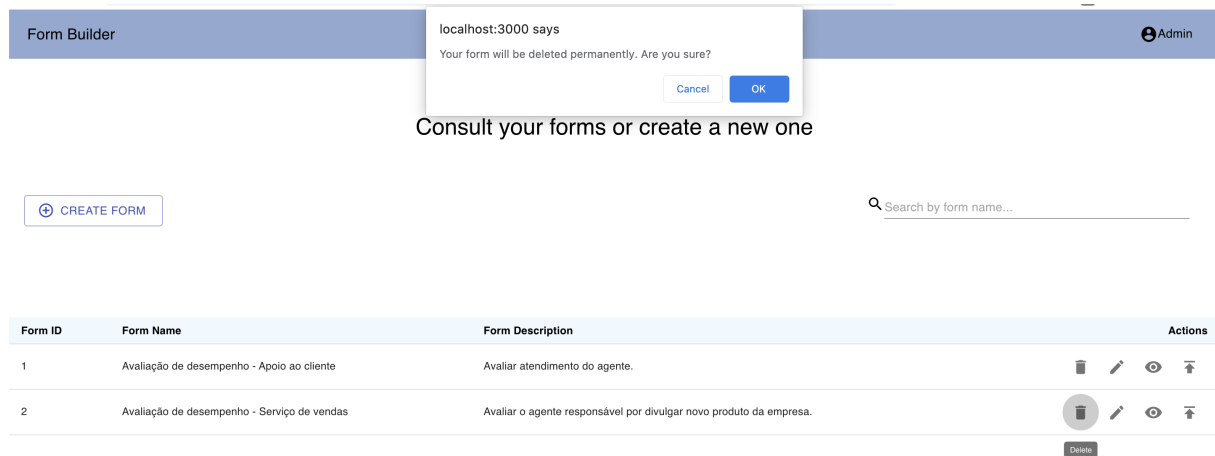 localhost:3000 says
Your form will be deleted permanently. Are you sure?
Cancel OK
Form Builder
Admin
Consult your forms or create a new one
CREATE FORM
Search by form name...
Form ID Form Name Form Description Actions
1 Avaliação de desempenho - Apoio ao cliente Avaliar atendimento do agente.
2 Avaliação de desempenho - Serviço de vendas Avaliar o agente responsável por divulgar novo produto da empresa.
Delete